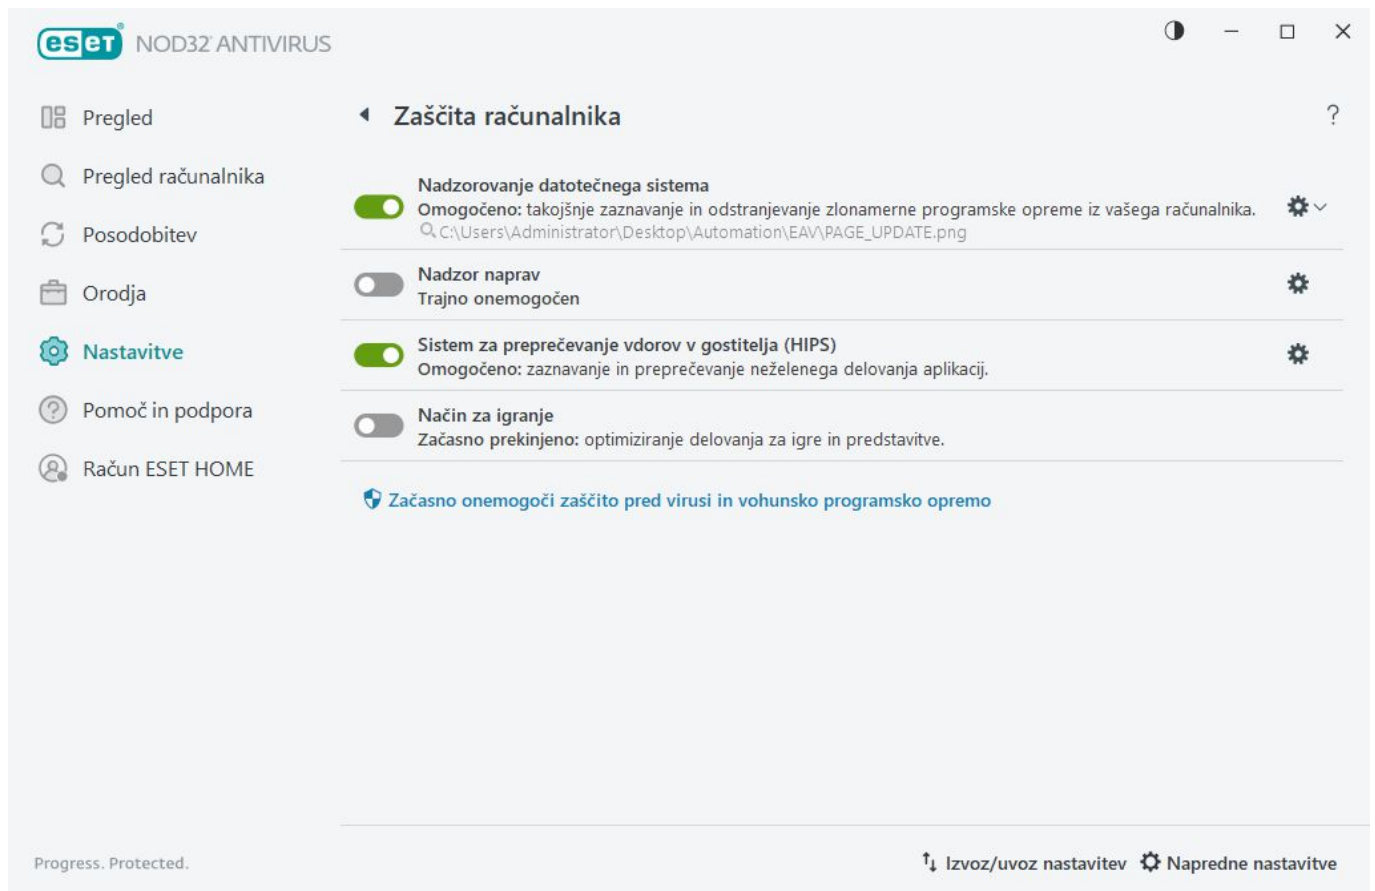 eset NOD32 ANTIVIRUS
Pregled
Pregled računalnika
Posodobitev
Orodja
Nastavitve
Pomoč in podpora
Račun ESET HOME
Zaščita računalnika
?
Nadzorovanje datotečnega sistema
Omogočeno: takojšnje zaznavanje in odstranjevanje zlonamerne programske opreme iz vašega računalnika.
C:\Users\Administrator\Desktop\Automation\EAV\PAGE_UPDATE.png
Nadzor naprav
Trajno onemogočen
Sistem za preprečevanje vdorov v gostitelja (HIPS)
Omogočeno: zaznavanje in preprečevanje neželenega delovanja aplikacij.
Način za igranje
Začasno prekinjeno: optimiziranje delovanja za igre in predstavitve.
Začasno onemogoči zaščito pred virusi in vohunsko programsko opremo
Progress. Protected.
Izvoz/uvoz nastavitev Napredne nastavitve